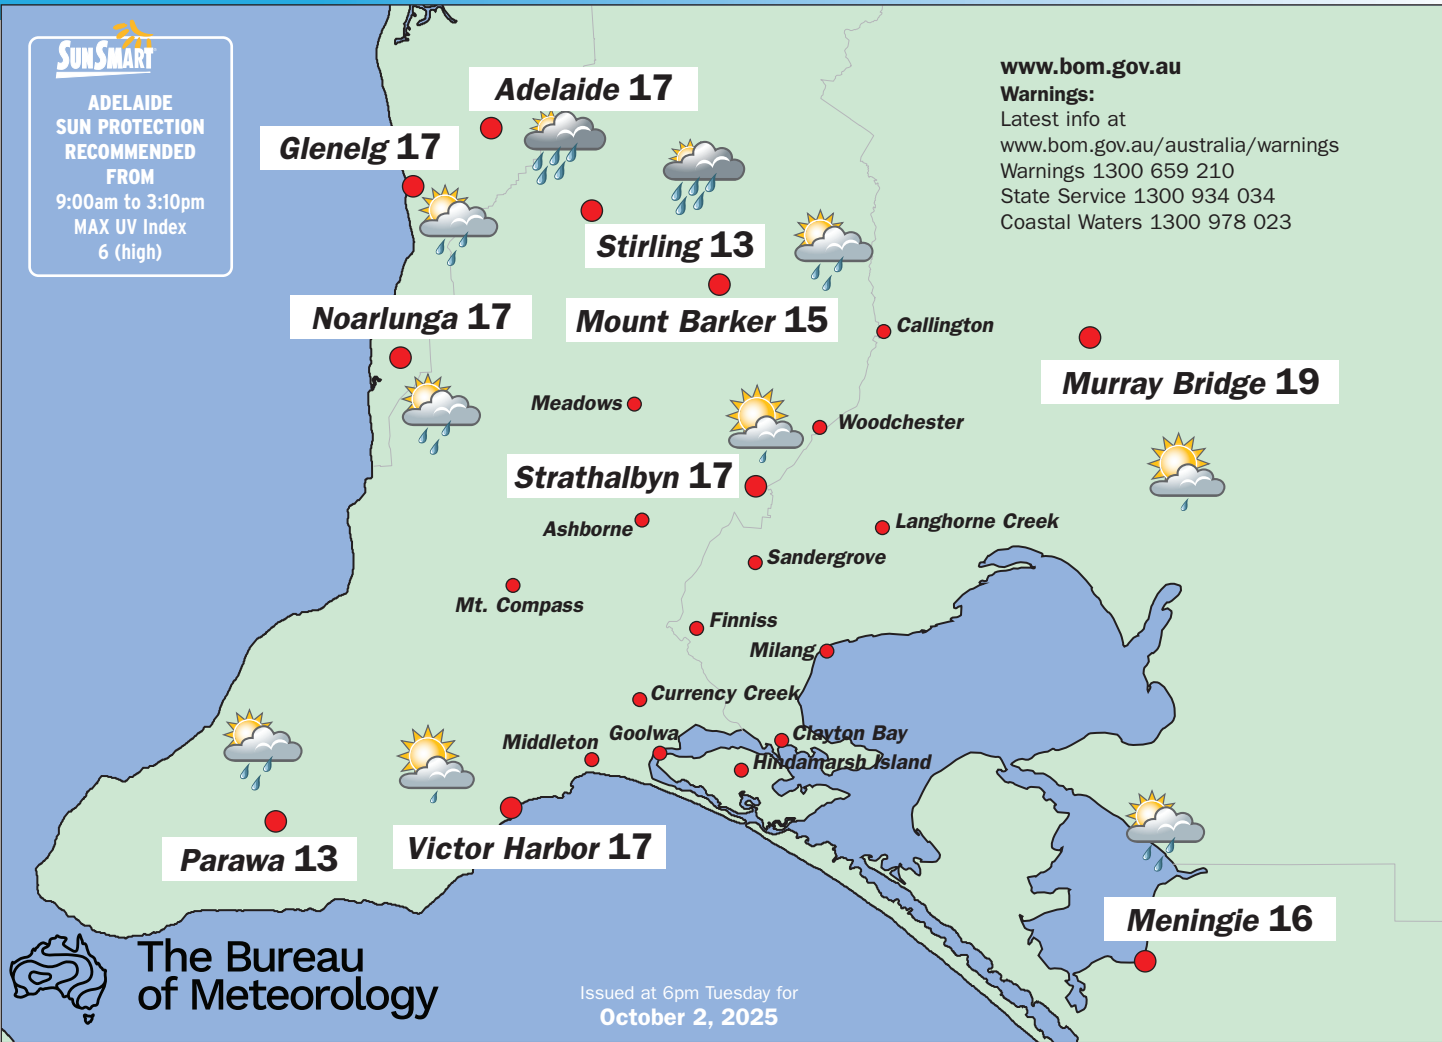 SUNSMART
ADELAIDE
SUN PROTECTION
RECOMMENDED
FROM
9:00am to 3:10pm
MAX UV Index
6 (high)
www.bom.gov.au
Warnings:
Latest info at
www.bom.gov.au/australia/warnings
Warnings 1300 659 210
State Service 1300 934 034
Coastal Waters 1300 978 023
Adelaide 17
Glenelg 17
Stirling 13
Noarlunga 17
Mount Barker 15
Callington
Murray Bridge 19
Meadows
Woodchester
Strathalbyn 17
Ashborne
Langhorne Creek
Sandergrove
Mt. Compass
Finniss
Milang
Currency Creek
Goolwa
Clayton Bay
Middleton
Hindamarsh Island
Victor Harbor 17
Parawa 13
Meningie 16
The Bureau
of Meteorology
Issued at 6pm Tuesday for
October 2, 2025